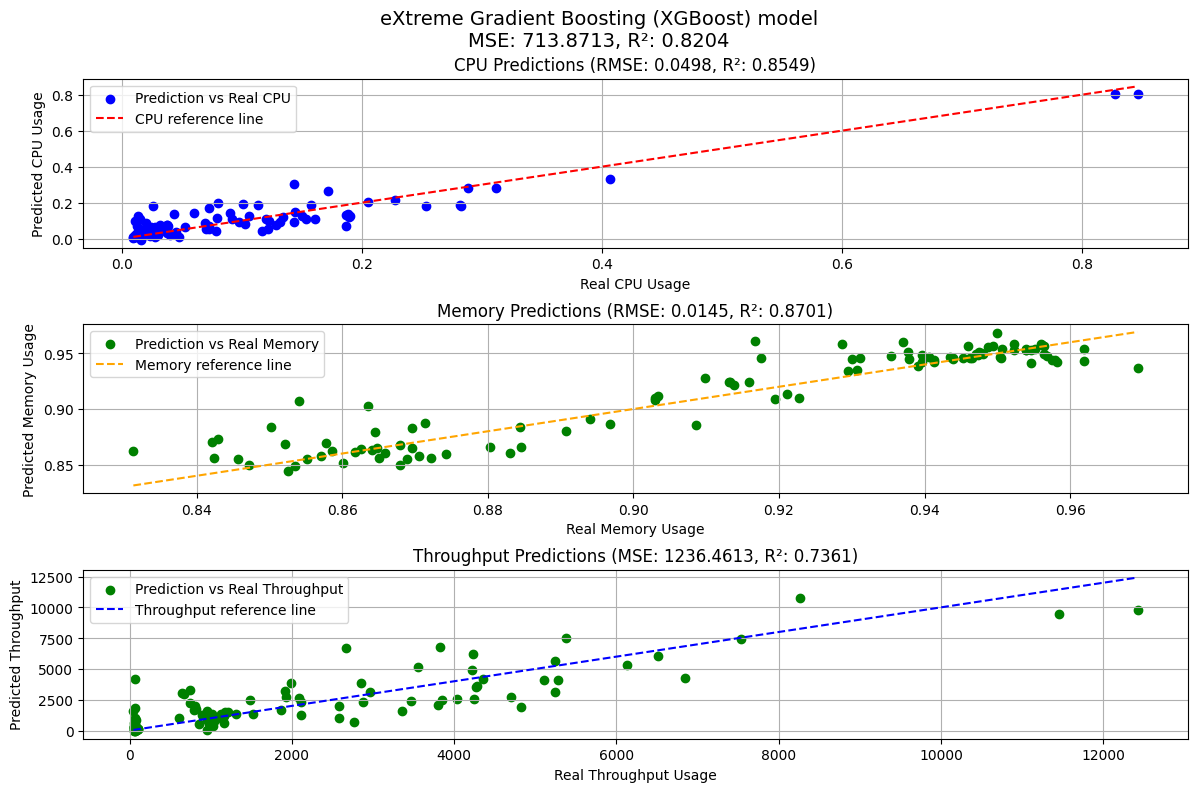 eXtreme Gradient Boosting (XGBoost) model
MSE: 713.8713, R²: 0.8204
CPU Predictions (RMSE: 0.0498, R²: 0.8549)
Predicted CPU Usage
0.8
0.6
0.4
0.2
0.0
Prediction vs Real CPU
CPU reference line
0.0 0.2 0.4 0.6 0.8
Real CPU Usage
Memory Predictions (RMSE: 0.0145, R²: 0.8701)
Predicted Memory Usage
0.95
0.90
0.85
Prediction vs Real Memory
Memory reference line
0.84 0.86 0.88 0.90 0.92 0.94 0.96
Real Memory Usage
Throughput Predictions (MSE: 1236.4613, R²: 0.7361)
Predicted Throughput
12500
10000
7500
5000
2500
0
Prediction vs Real Throughput
Throughput reference line
0 2000 4000 6000 8000 10000 12000
Real Throughput Usage